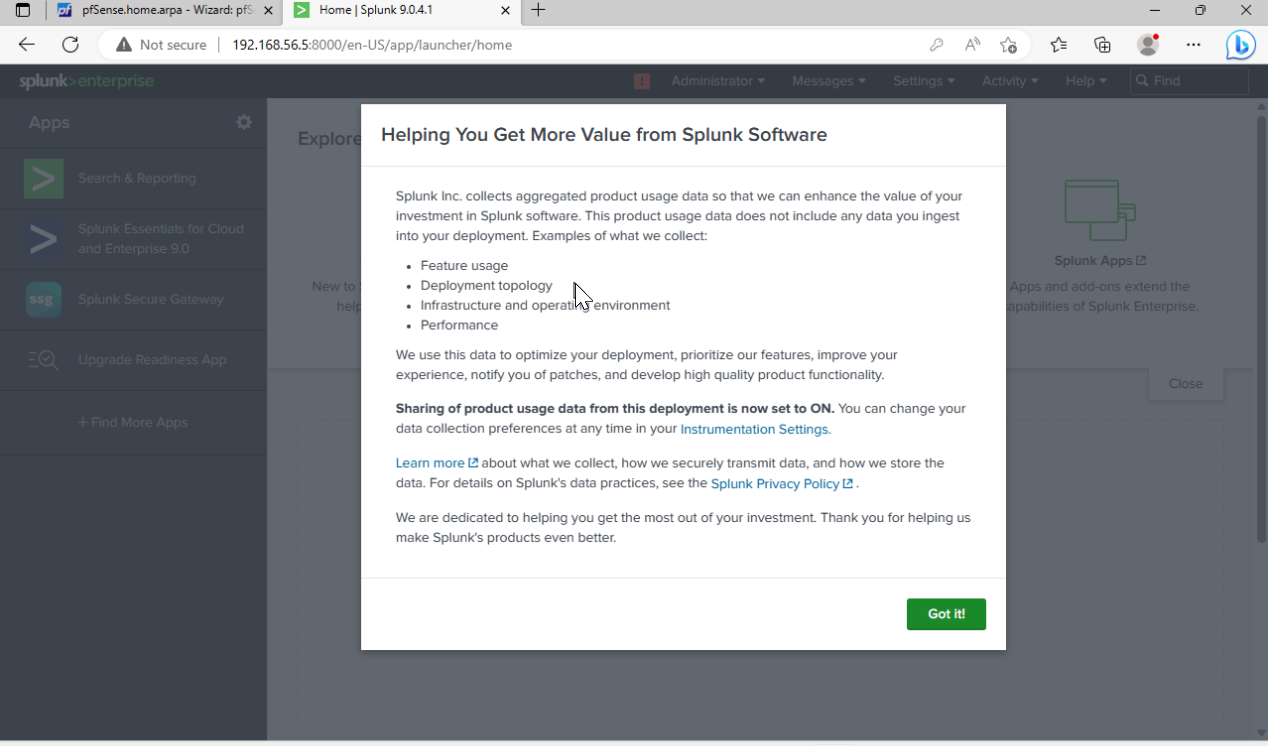 pfSense.home.arpa - Wizard: pfS
Home | Splunk 9.0.4.1
Not secure
192.168.56.5:8000/en-US/app/launcher/home
splunk>enterprise
Administrator
Messages
Settings
Activity
Help
Find
Apps
Search & Reporting
Splunk Essentials for Cloud
and Enterprise 9.0
ssg
Splunk Secure Gateway
Upgrade Readiness App
+ Find More Apps
Explore
New to
help
Helping You Get More Value from Splunk Software
Splunk Inc. collects aggregated product usage data so that we can enhance the value of your
investment in Splunk software. This product usage data does not include any data you ingest
into your deployment. Examples of what we collect:
• Feature usage
• Deployment topology
• Infrastructure and operating environment
• Performance
We use this data to optimize your deployment, prioritize our features, improve your
experience, notify you of patches, and develop high quality product functionality.
Sharing of product usage data from this deployment is now set to ON. You can change your
data collection preferences at any time in your Instrumentation Settings.
Learn more about what we collect, how we securely transmit data, and how we store the
data. For details on Splunk's data practices, see the Splunk Privacy Policy .
We are dedicated to helping you get the most out of your investment. Thank you for helping us
make Splunk's products even better.
Got it!
Splunk Apps
Apps and add-ons extend the
capabilities of Splunk Enterprise.
Close